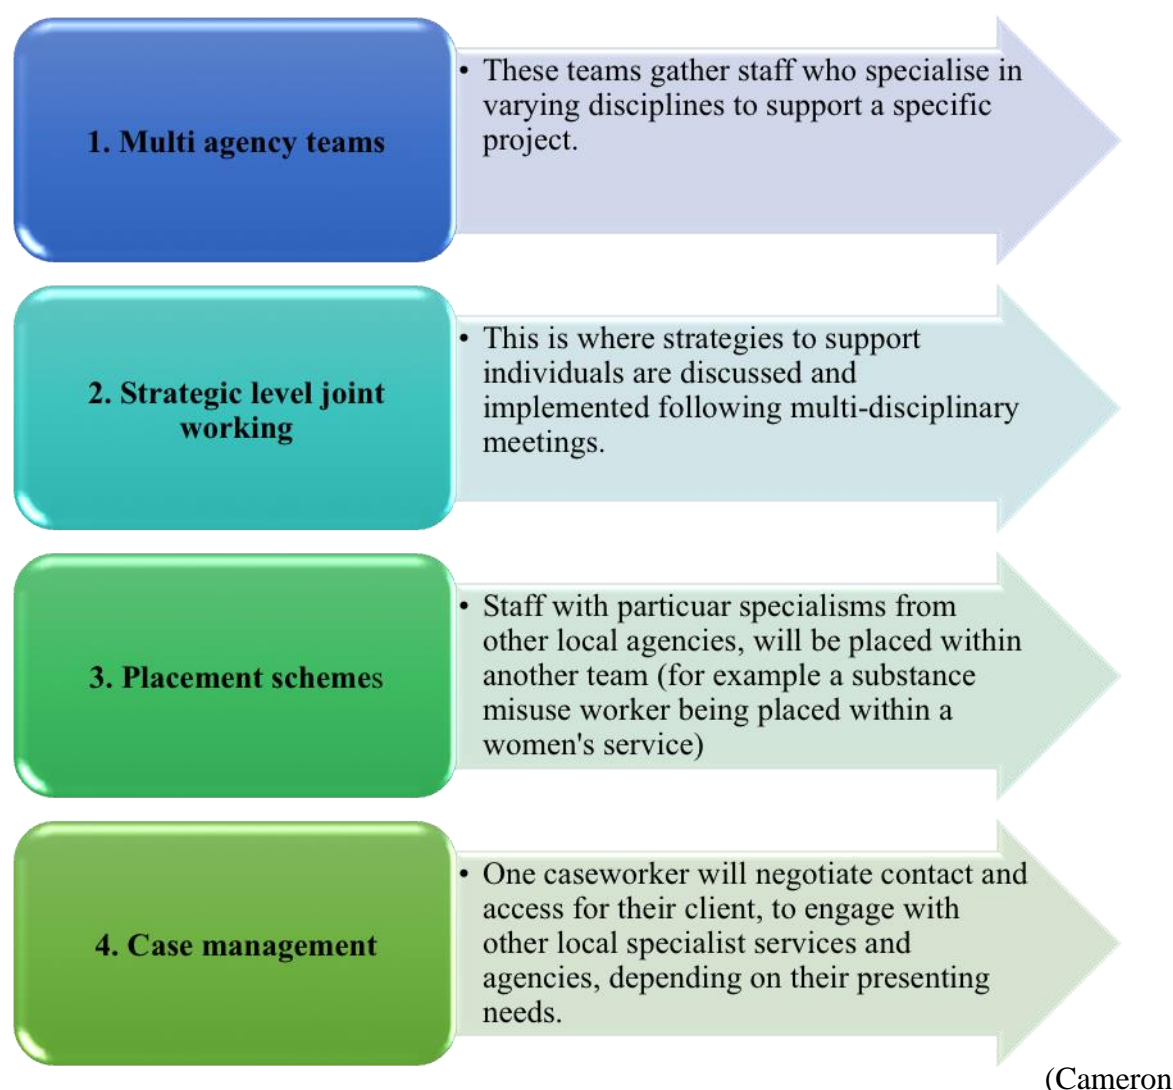 1. Multi agency teams
• These teams gather staff who specialise in
varying disciplines to support a specific
project.
2. Strategic level joint
working
• This is where strategies to support
individuals are discussed and
implemented following multi-disciplinary
meetings.
3. Placement schemes
• Staff with particuar specialisms from
other local agencies, will be placed within
another team (for example a substance
misuse worker being placed within a
women's service)
4. Case management
• One caseworker will negotiate contact and
access for their client, to engage with
other local specialist services and
agencies, depending on their presenting
needs.
(Cameron